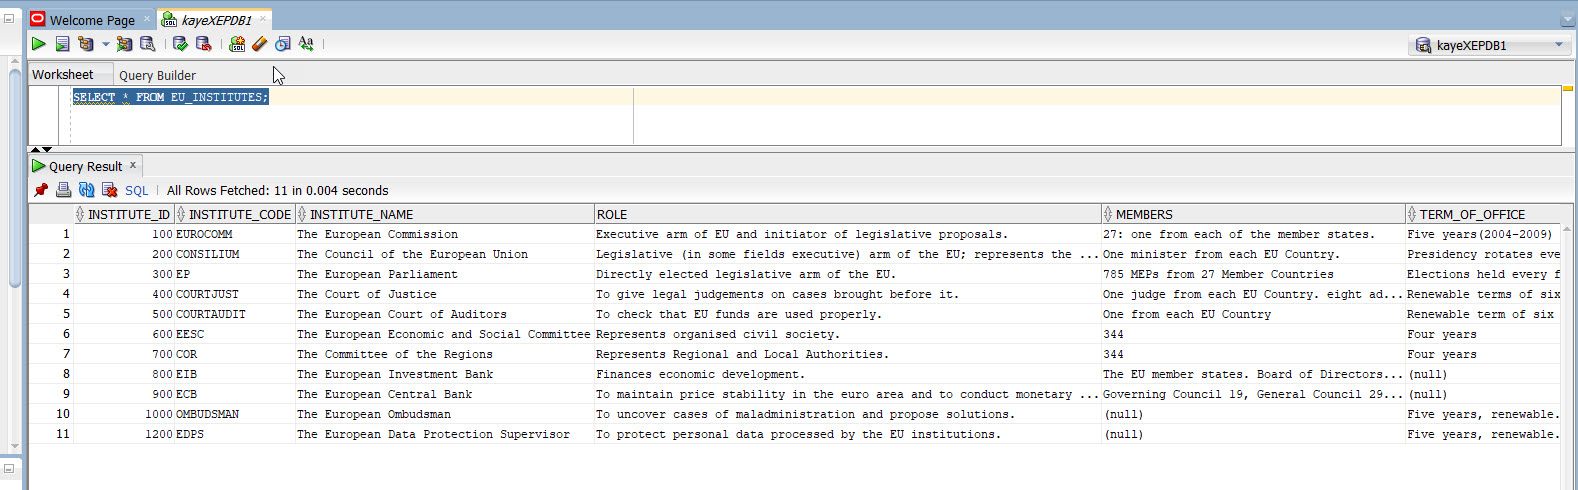 Welcome Page kayeXEPDB1
kayeXEPDB1
Worksheet Query Builder
SELECT * FROM EU_INSTITUTES;
Query Result
SQL All Rows Fetched: 11 in 0.004 seconds
INSTITUTE_ID INSTITUTE_CODE INSTITUTE_NAME ROLE MEMBERS TERM_OF_OFFICE
1 100 EUROCOMM The European Commission Executive arm of EU and initiator of legislative proposals. 27: one from each of the member states. Five years(2004-2009)
2 200 CONSILIUM The Council of the European Union Legislative (in some fields executive) arm of the EU; represents the ... One minister from each EU Country. Presidency rotates eve
3 300 EP The European Parliament Directly elected legislative arm of the EU. 785 MEPs from 27 Member Countries Elections held every f
4 400 COURTJUST The Court of Justice To give legal judgements on cases brought before it. One judge from each EU Country. eight ad... Renewable terms of six
5 500 COURTAUDIT The European Court of Auditors To check that EU funds are used properly. One from each EU Country Renewable term of six
6 600 EESC The European Economic and Social Committee Represents organised civil society. 344 Four years
7 700 COR The Committee of the Regions Represents Regional and Local Authorities. 344 Four years
8 800 EIB The European Investment Bank Finances economic development. The EU member states. Board of Directors... (null)
9 900 ECB The European Central Bank To maintain price stability in the euro area and to conduct monetary ... Governing Council 19, General Council 29... (null)
10 1000 OMBUDSMAN The European Ombudsman To uncover cases of maladministration and propose solutions. (null) Five years, renewable.
11 1200 EDPS The European Data Protection Supervisor To protect personal data processed by the EU institutions. (null) Five years, renewable.